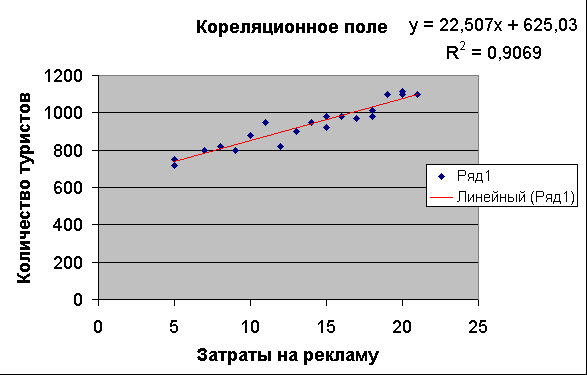 Кореляционное поле
y = 22,507x + 625,03
R² = 0,9069
Количество туристов
1200
1000
800
600
400
200
0
0 5 10 15 20 25
Затраты на рекламу
Ряд1
Линейный (Ряд1)